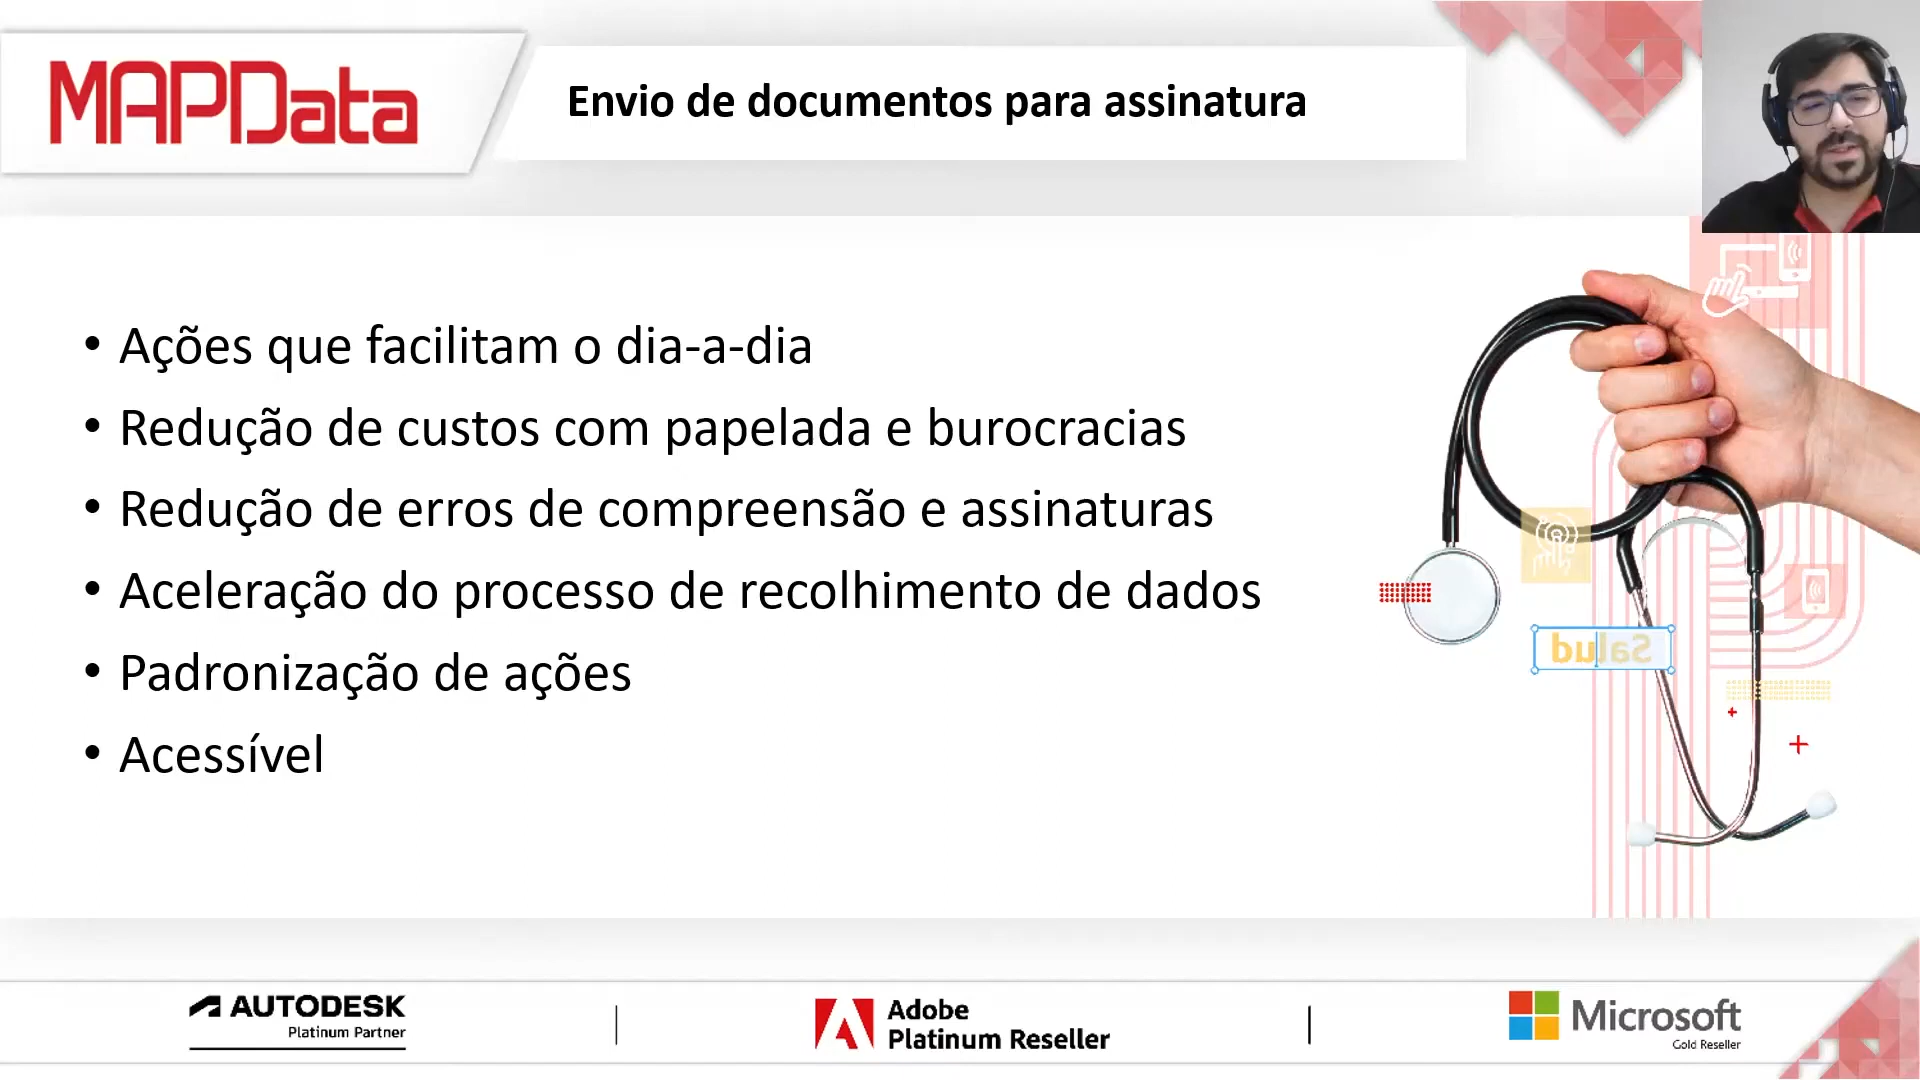 MAPData
Envio de documentos para assinatura
• Ações que facilitam o dia-a-dia
• Redução de custos com papelada e burocracias
• Redução de erros de compreensão e assinaturas
• Aceleração do processo de recolhimento de dados
• Padronização de ações
• Acessível
Salud
AUTODESK
Platinum Partner
Adobe
Platinum Reseller
Microsoft
Gold Reseller